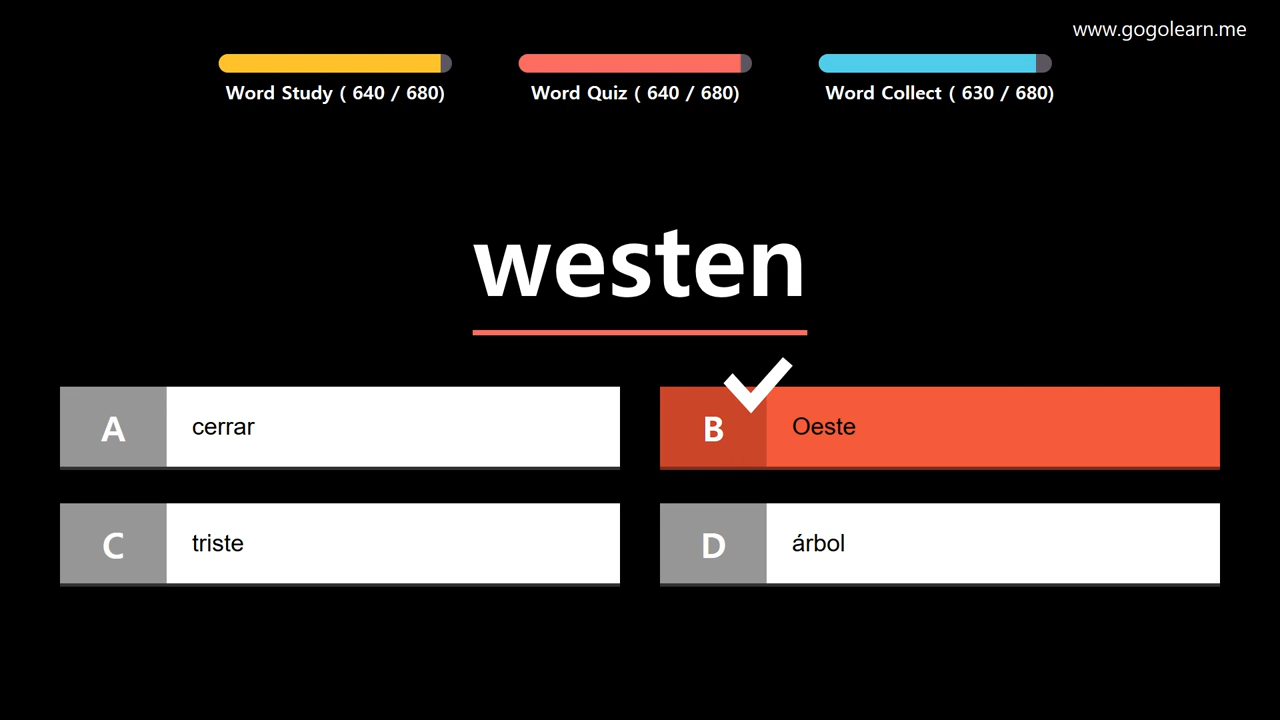 www.gogolearn.me
Word Study ( 640 / 680)
Word Quiz ( 640 / 680)
Word Collect ( 630 / 680)
westen
A cerrar
B Oeste
C triste
D árbol